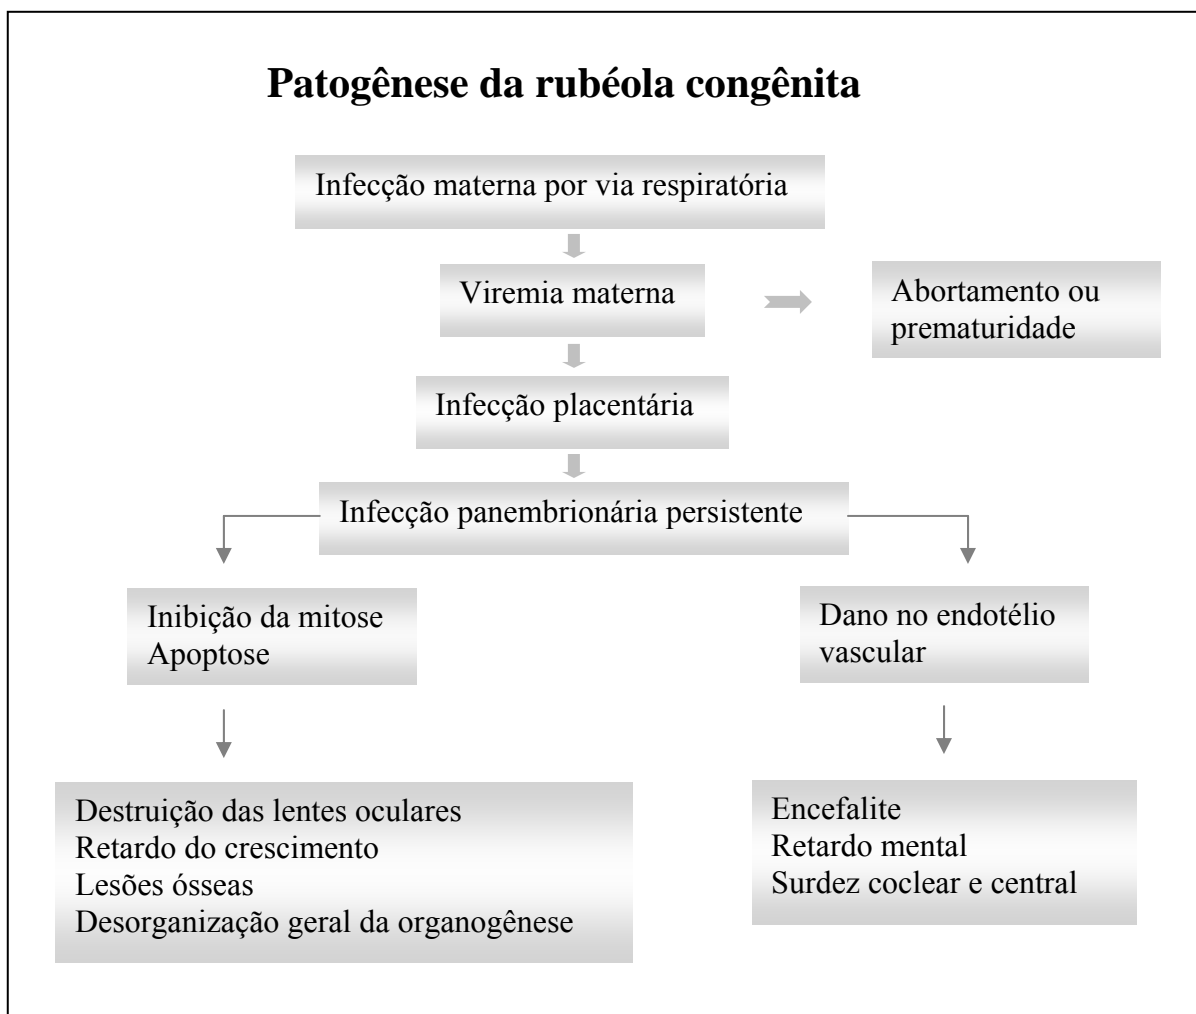 Patogênese da rubéola congênita
Infecção materna por via respiratória
Viremia materna
Abortamento ou
prematuridade
Infecção placentária
Infecção panembrionária persistente
Inibição da mitose
Apoptose
Dano no endotélio
vascular
Destruição das lentes oculares
Retardo do crescimento
Lesões ósseas
Desorganização geral da organogênese
Encefalite
Retardo mental
Surdez coclear e central